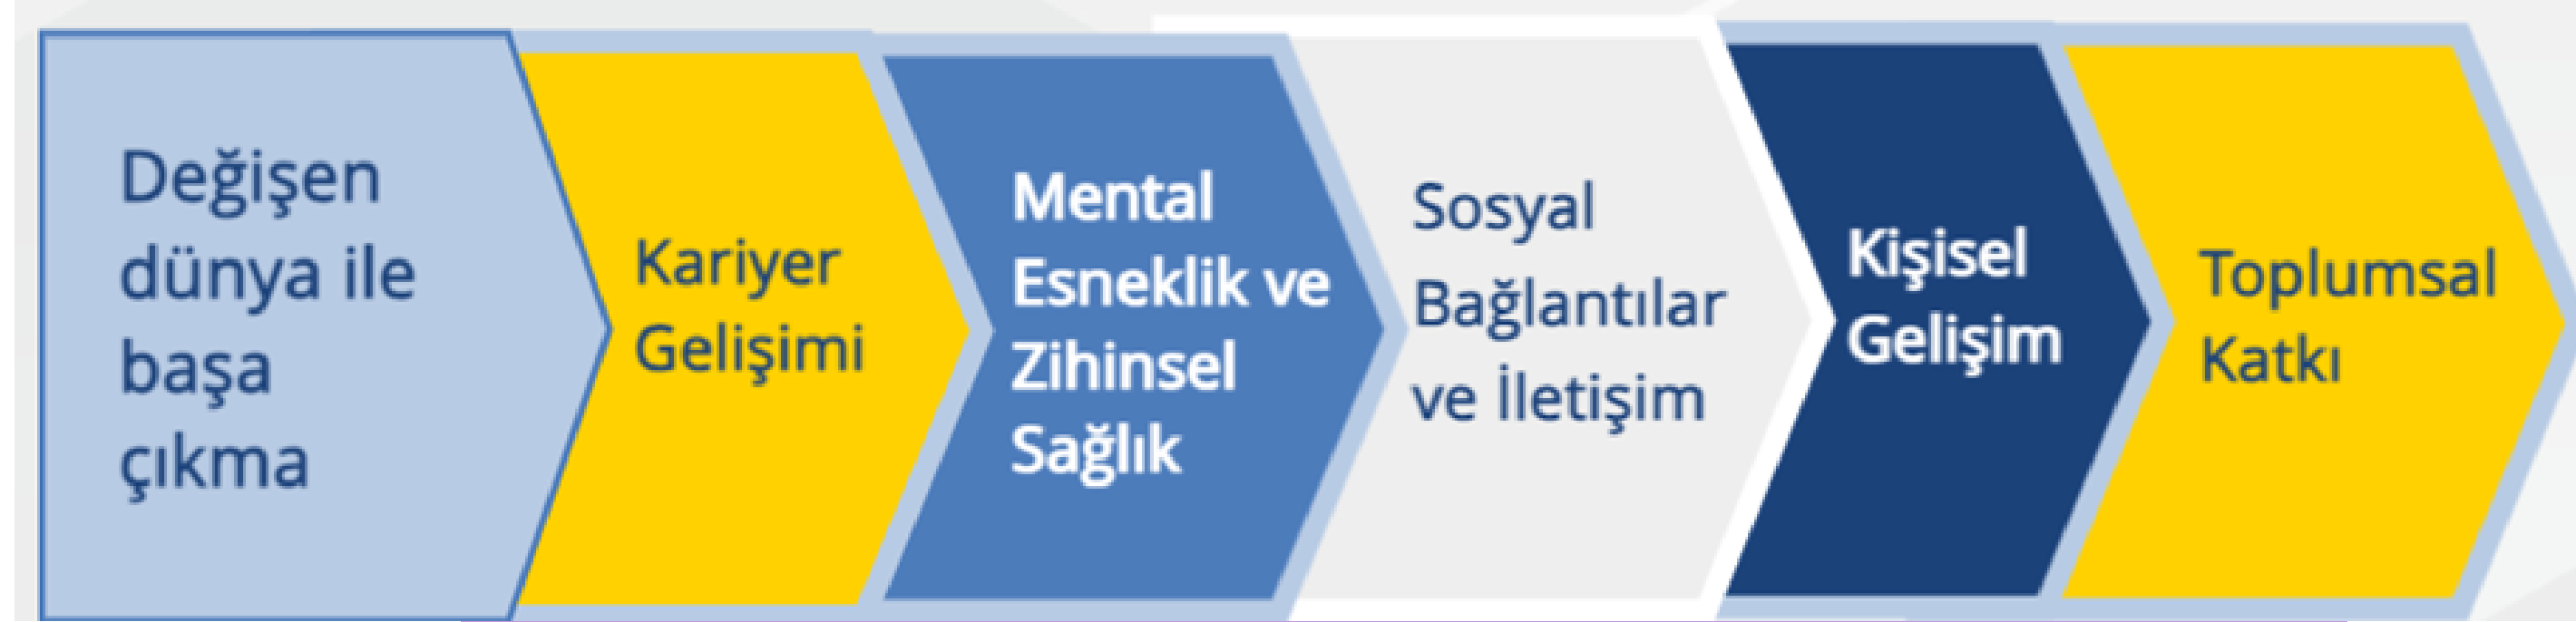 Değişen
dünya ile
başa
çıkma
Kariyer
Gelişimi
Mental
Esneklik ve
Zihinsel
Sağlık
Sosyal
Bağlantılar
ve İletişim
Kişisel
Gelişim
Toplumsal
Katkı